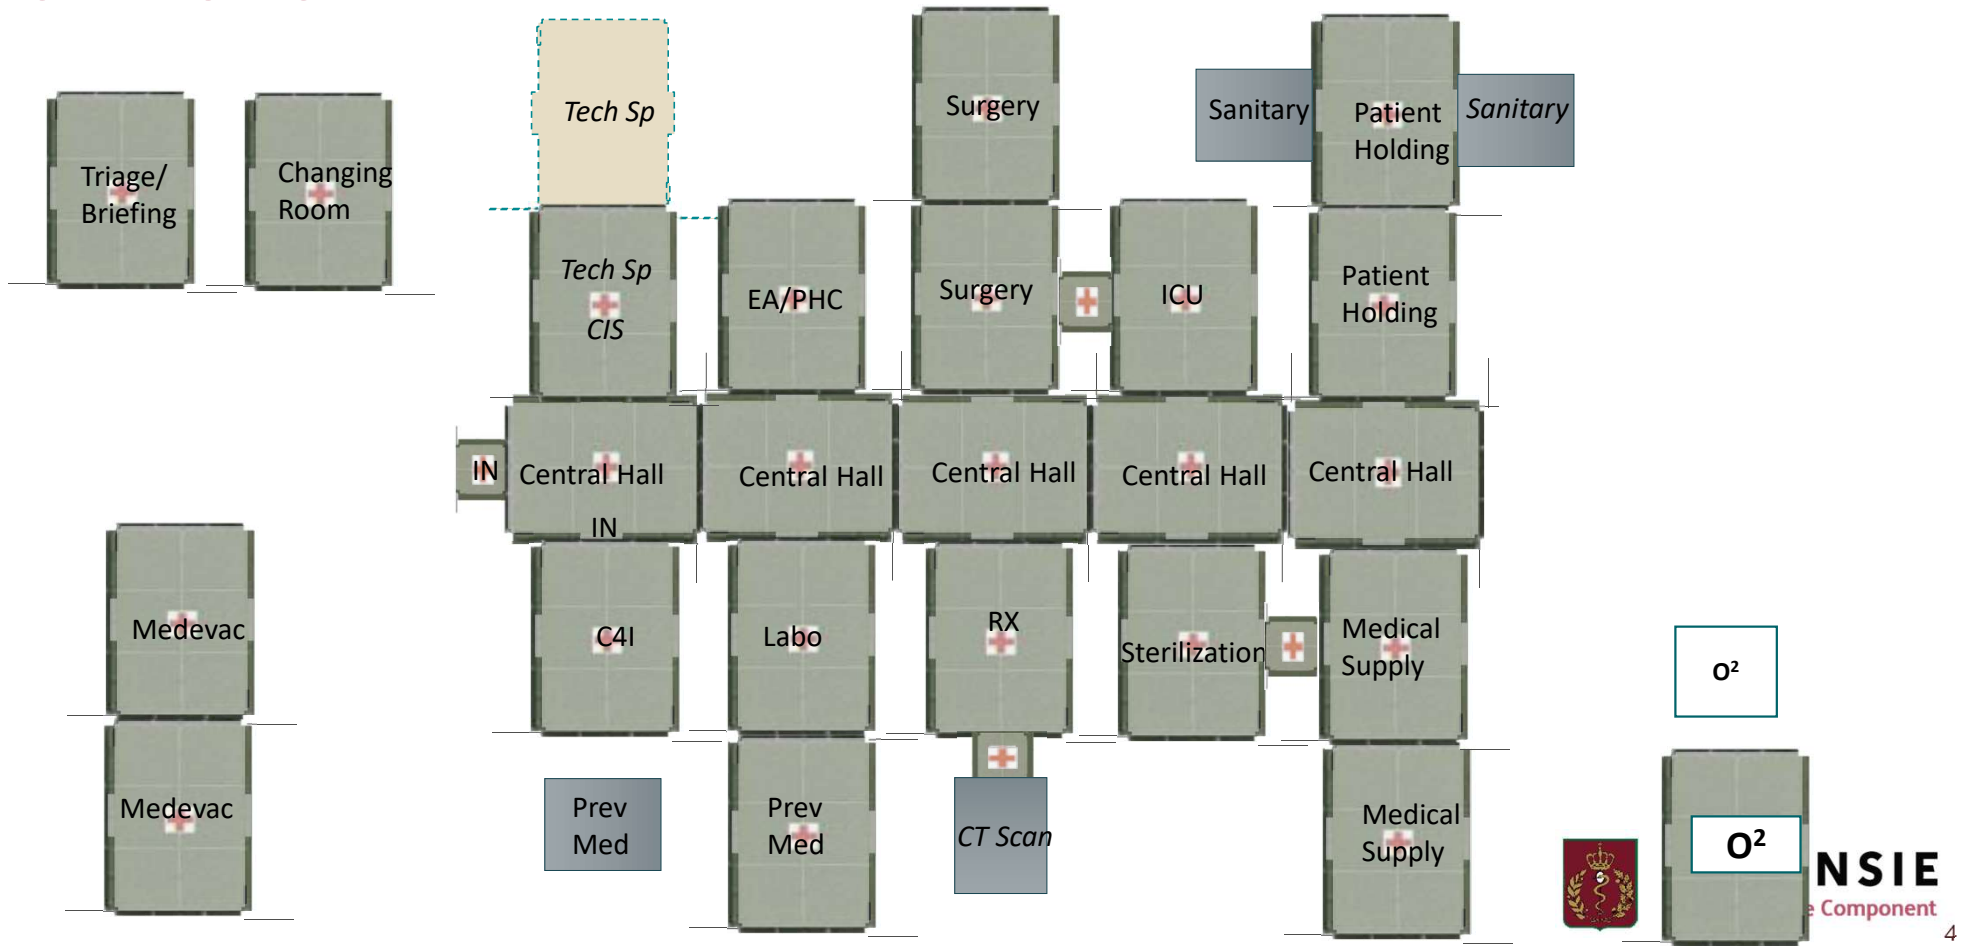 Tech Sp
Surgery
Sanitary
Patient
Holding
Sanitary
Triage/
Briefing
Changing
Room
Tech Sp
CIS
EA/PHC
Surgery
ICU
Patient
Holding
IN
Central Hall
IN
Central Hall
Central Hall
Central Hall
Central Hall
Medevac
C4I
Labo
RX
Sterilization
Medical
Supply
O²
Medevac
Prev
Med
Prev
Med
CT Scan
Medical
Supply
O²
NSIE
e Component
4